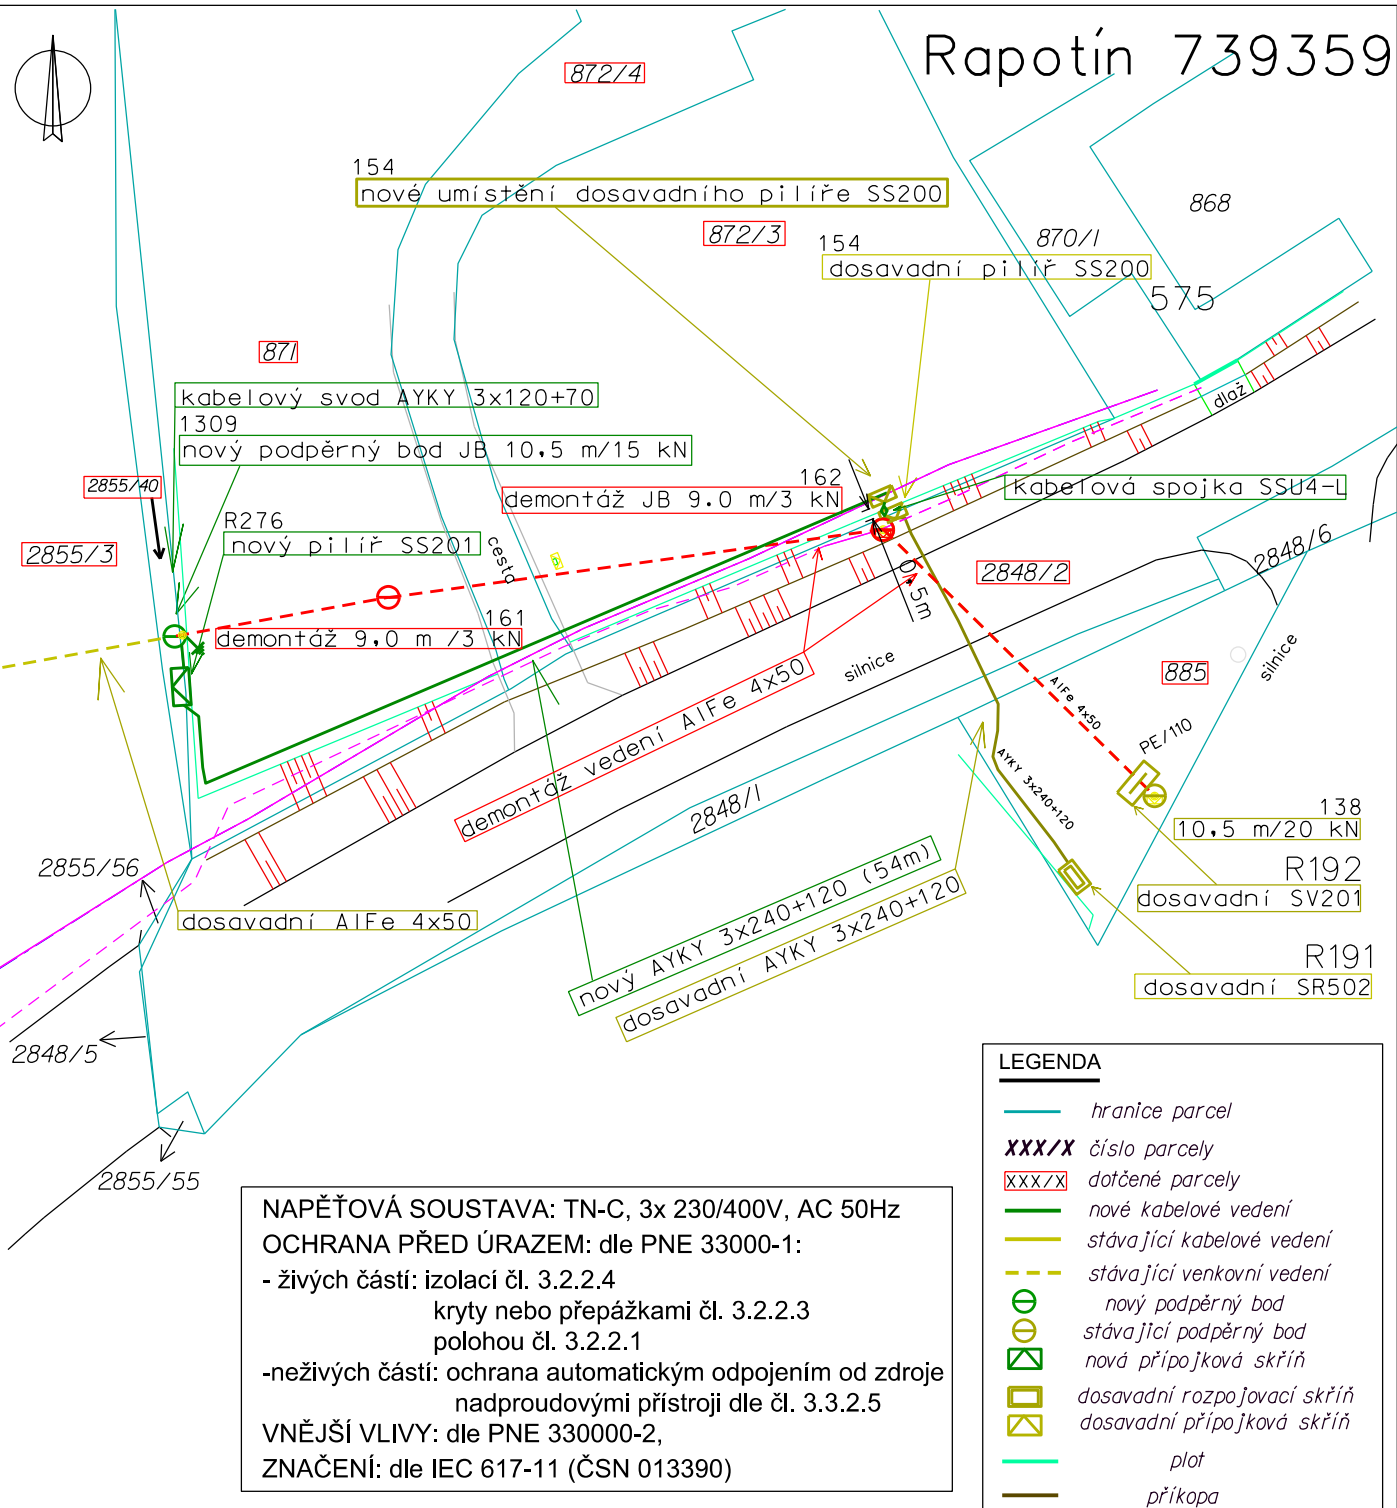 Rapotín 739359
872/4
154
nové umístění dosavadního pilíře SS200
872/3
868
870/1
154
dosavadní pilíř SS200
575
871
kabelový svod AYKY 3x120+70
1309
nový podpěrný bod JB 10,5 m/15 kN
dlaž
2855/40
162
demontáž JB 9.0 m/3 kN
kabelová spojka SSU4-L
R276
nový pilíř SS201
2855/3
cesta
2848/6
2848/2
0,5m
161
demontáž 9,0 m /3 kN
silnice
silnice
885
AlFe 4x50
demontáž vedení AlFe 4x50
PE/110
AYKY 3x240+120
2848/1
138
10,5 m/20 kN
2855/56
R192
dosavadní SV201
dosavadní AlFe 4x50
nový AYKY 3x240+120 (54m)
dosavadní AYKY 3x240+120
R191
dosavadní SR502
2848/5
2855/55
LEGENDA
hranice parcel
XXX/X číslo parcely
XXX/X dotčené parcely
nové kabelové vedení
stávající kabelové vedení
stávající venkovní vedení
nový podpěrný bod
stávajicí podpěrný bod
nová přípojková skříň
dosavadní rozpojovací skříň
dosavadní přípojková skříň
plot
příkopa
NAPĚŤOVÁ SOUSTAVA: TN-C, 3x 230/400V, AC 50Hz
OCHRANA PŘED ÚRAZEM: dle PNE 33000-1:
- živých částí: izolací čl. 3.2.2.4
kryty nebo přepážkami čl. 3.2.2.3
polohou čl. 3.2.2.1
-neživých částí: ochrana automatickým odpojením od zdroje
nadproudovými přístroji dle čl. 3.3.2.5
VNĚJŠÍ VLIVY: dle PNE 330000-2,
ZNAČENÍ: dle IEC 617-11 (ČSN 013390)